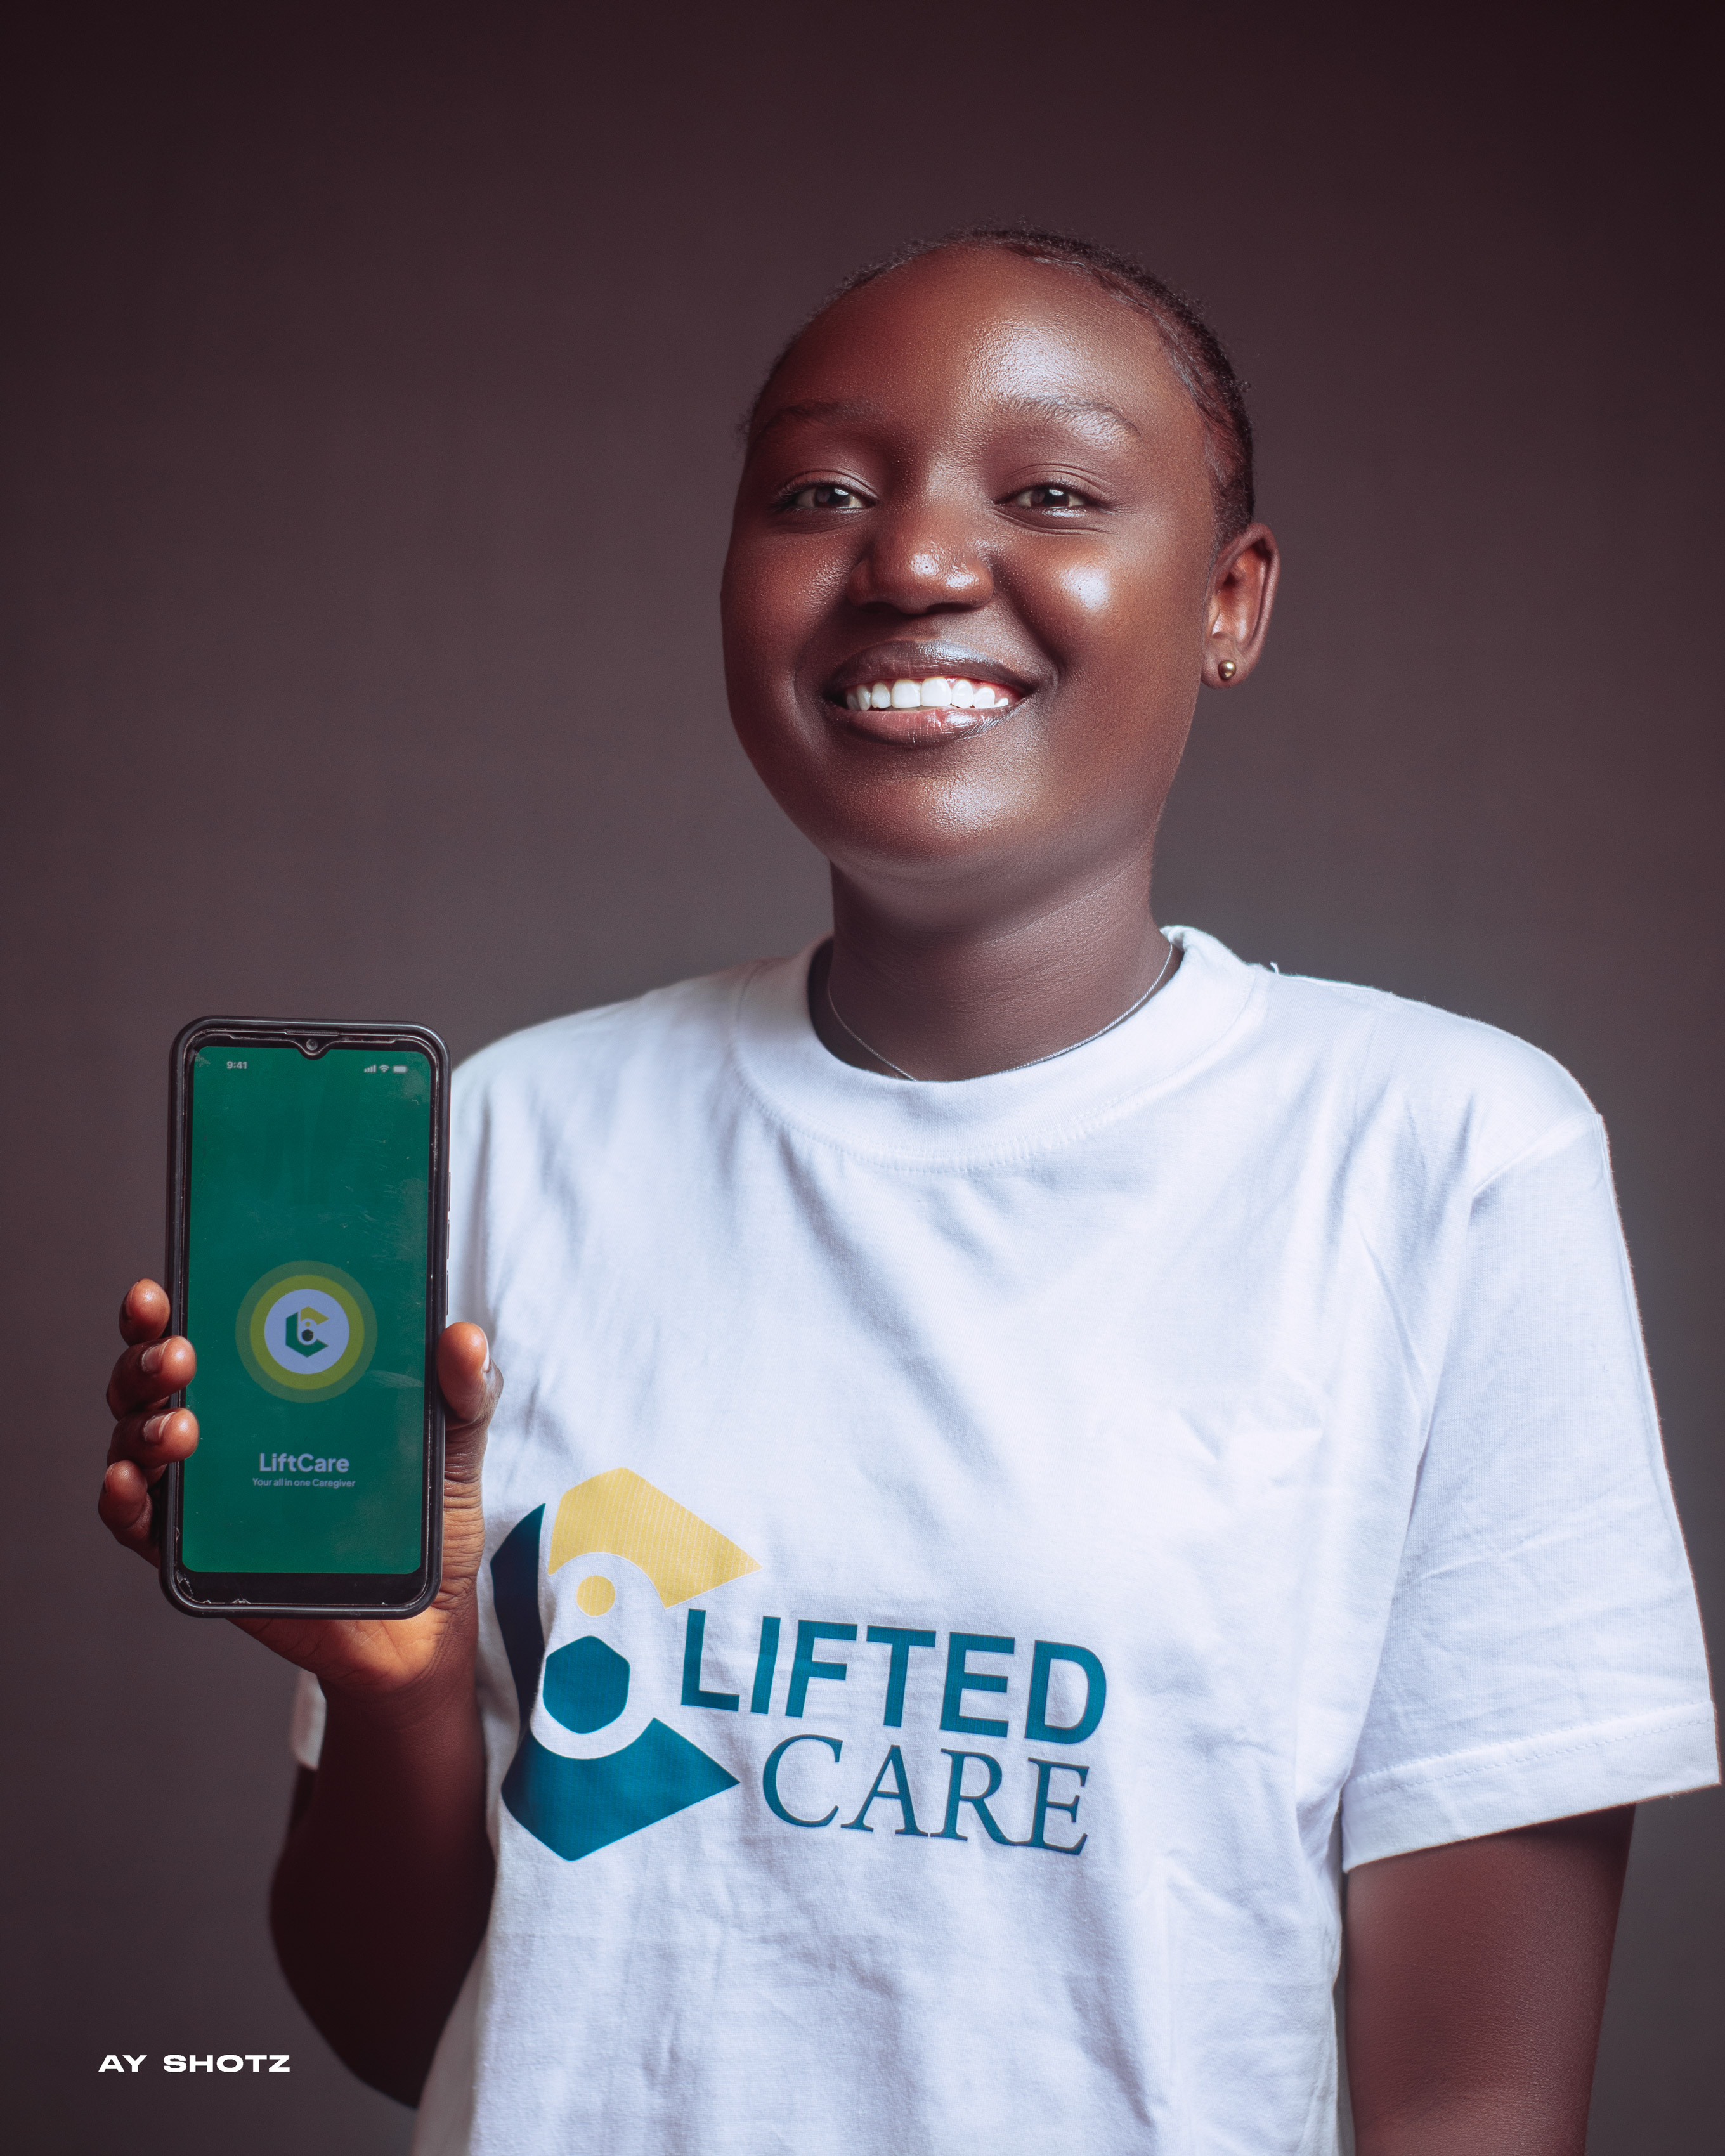 9:41
LiftCare
Your all in one Caregiver
LIFTED
CARE
AY SHOTZ